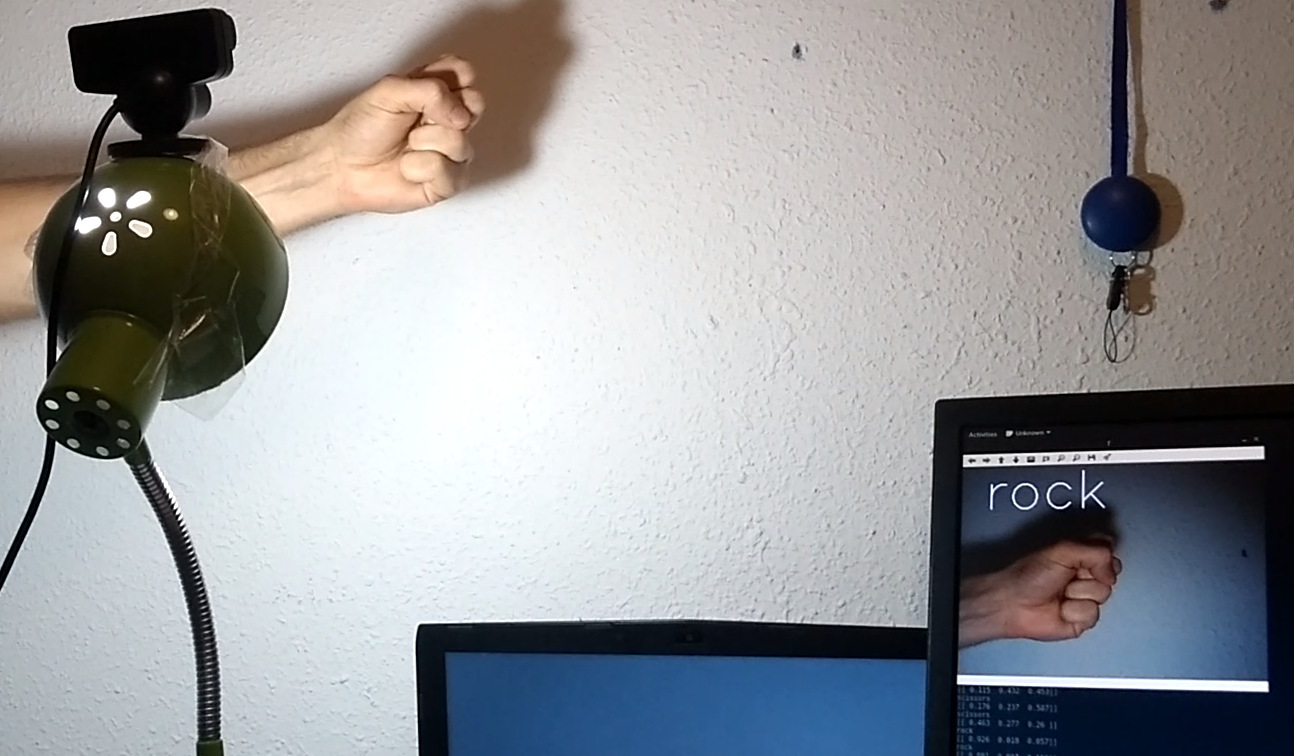 Activities Unknown
rock
[[ 0.115 0.432 0.453]]
scissors
[[ 0.176 0.237 0.587]]
scissors
[[ 0.463 0.277 0.26 ]]
rock
[[ 0.926 0.018 0.057]]
rock